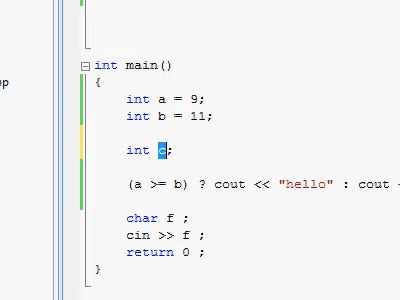 int main()
{
int a = 9;
int b = 11;
int c;
(a >= b) ? cout << "hello" : cout
char f ;
cin >> f ;
return 0 ;
}